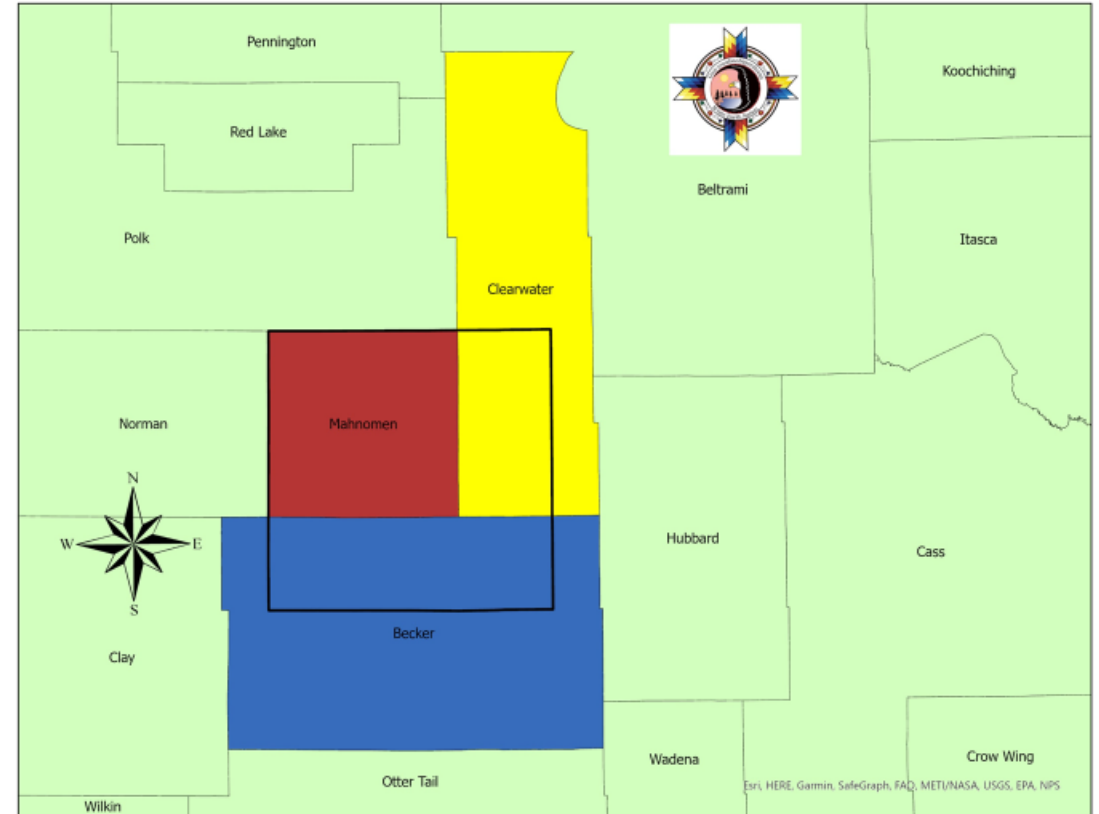 Pennington
Koochiching
Red Lake
Beltrami
Polk
Itasca
Clearwater
Norman
Mahnomen
N
W
E
S
Hubbard
Cass
Becker
Clay
Wadena
Crow Wing
Otter Tail
Esri, HERE, Garmin, SafeGraph, FAO, METI/NASA, USGS, EPA, NPS
Wilkin